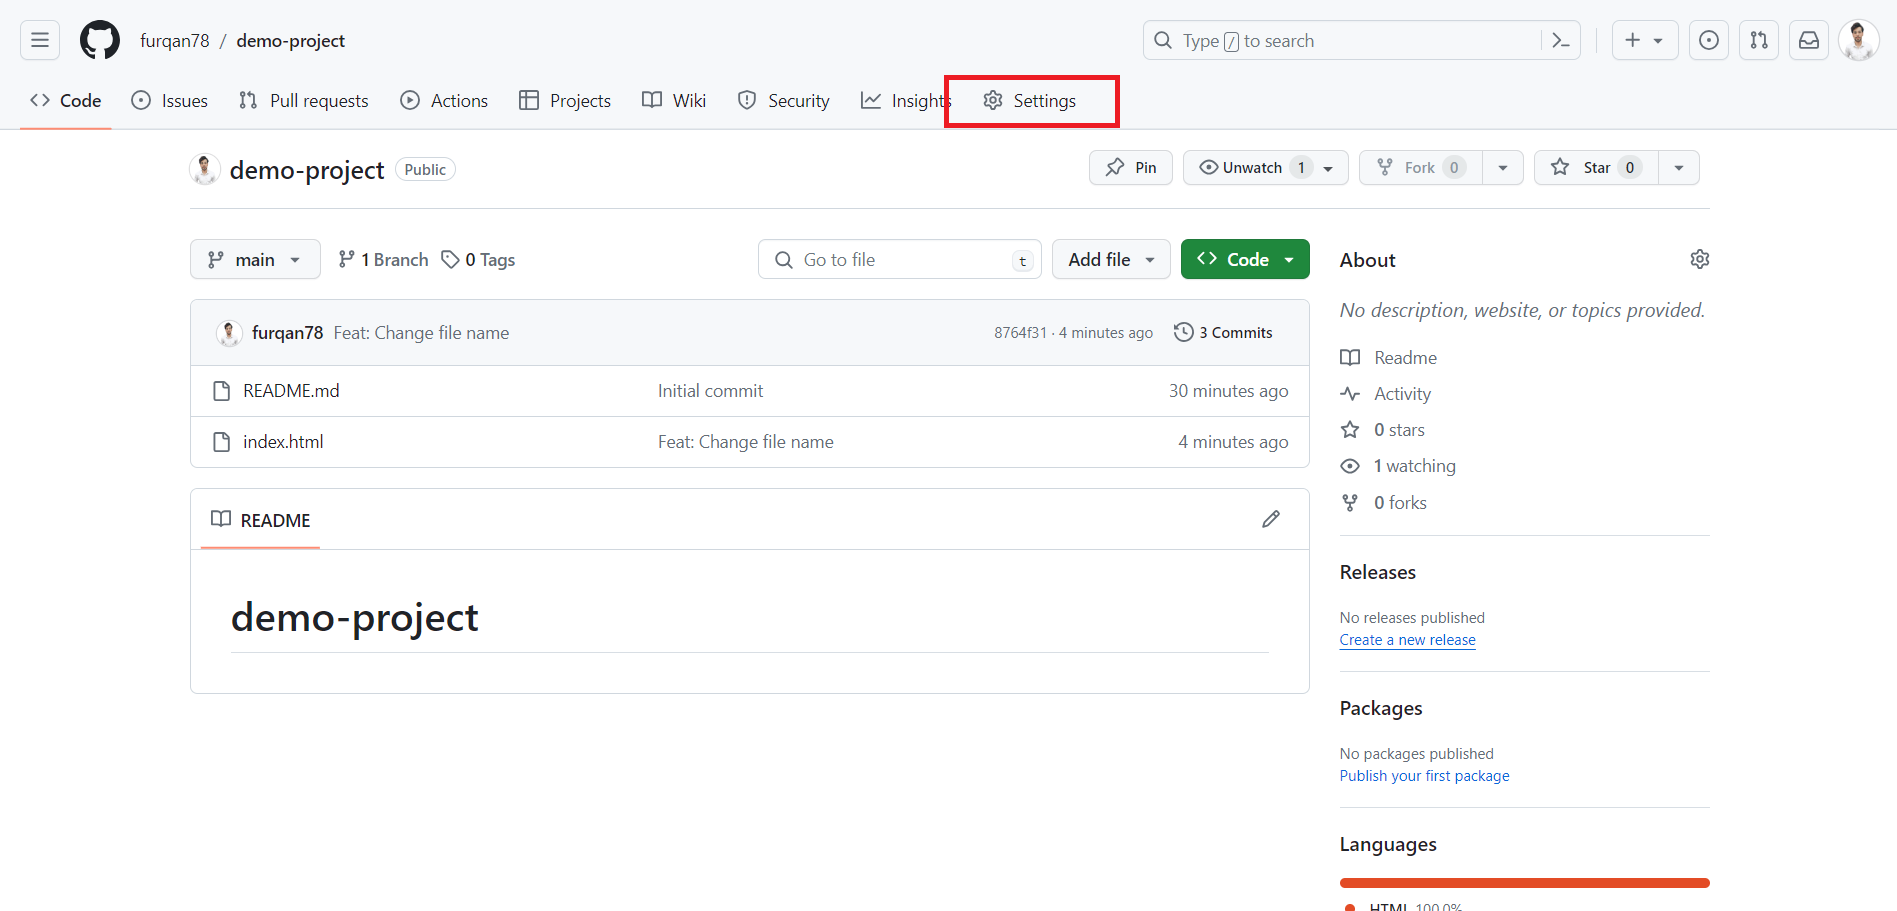 furqan78 / demo-project
Type / to search
Code Issues Pull requests Actions Projects Wiki Security Insights Settings
demo-project Public
Pin Unwatch 1 Fork 0 Star 0
main 1 Branch 0 Tags
Go to file t Add file Code
furqan78 Feat: Change file name 8764f31 · 4 minutes ago 3 Commits
README.md Initial commit 30 minutes ago
index.html Feat: Change file name 4 minutes ago
README
demo-project
About
No description, website, or topics provided.
Readme
Activity
0 stars
1 watching
0 forks
Releases
No releases published
Create a new release
Packages
No packages published
Publish your first package
Languages
HTML 100.0%